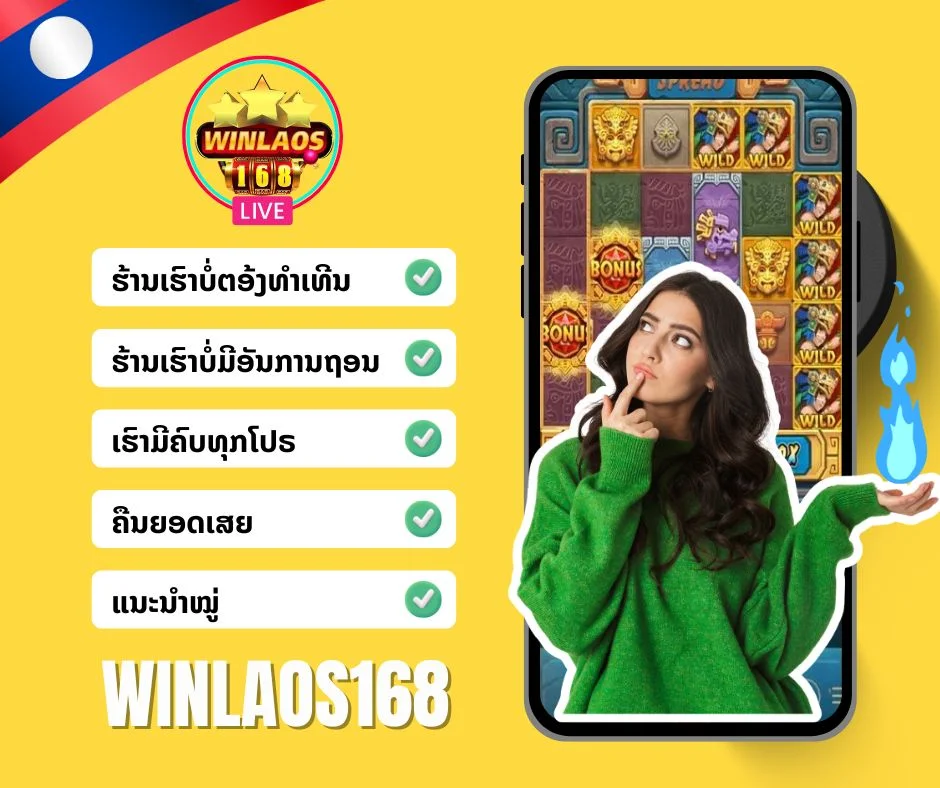 SPREAD
WINLAOS
168
LIVE
WILD WILD
WILD
BONUS
WILD
BONU
WILD
WILD
ຮ້ານເຮົາບໍ່ຕອ້ງທຳເທີນ
ຮ້ານເຮົາບໍ່ມີອັນການຖອນ
ເຮົາມີຄົບທຸກໂປຣ
ຄືນຍອດເສຍ
ແນະນຳໝູ່
WINLAOS168